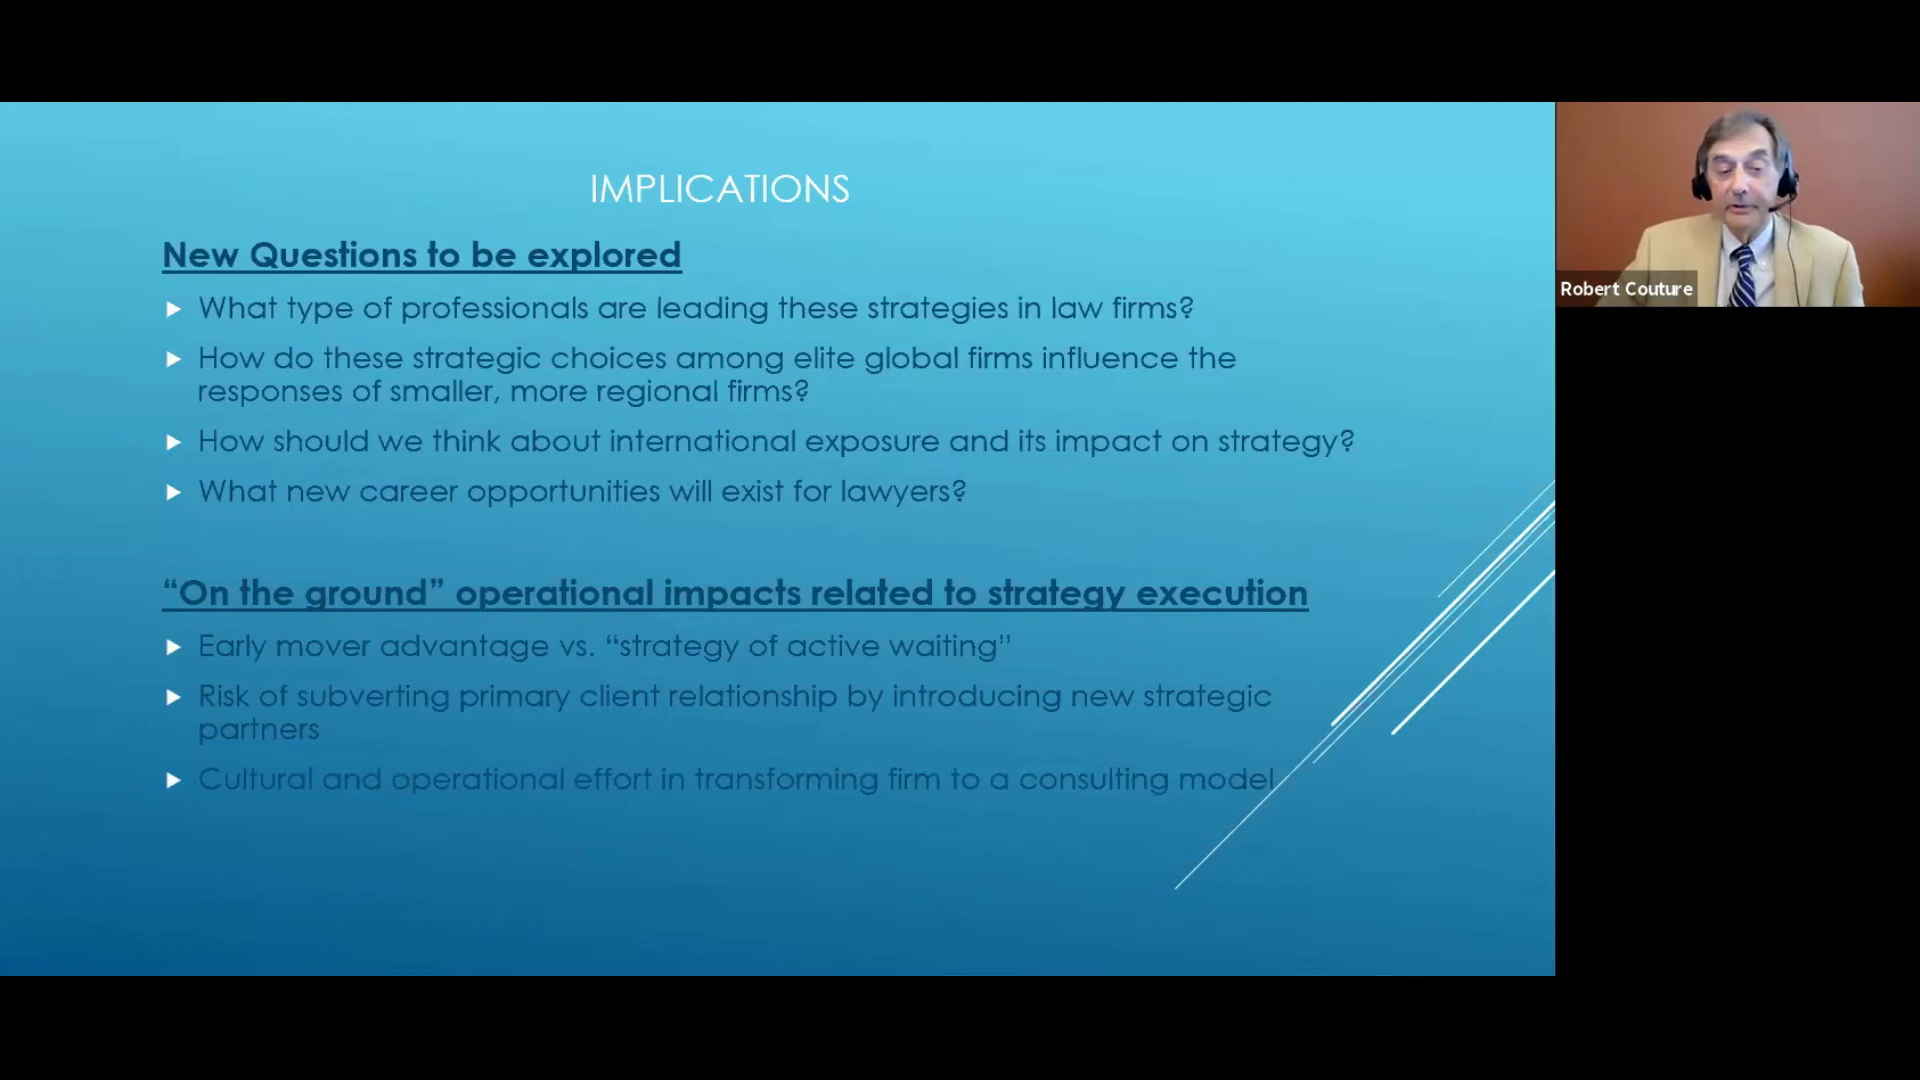 IMPLICATIONS
New Questions to be explored
What type of professionals are leading these strategies in law firms?
How do these strategic choices among elite global firms influence the
responses of smaller, more regional firms?
How should we think about international exposure and its impact on strategy?
What new career opportunities will exist for lawyers?
“On the ground” operational impacts related to strategy execution
Early mover advantage vs. “strategy of active waiting”
Risk of subverting primary client relationship by introducing new strategic
partners
Cultural and operational effort in transforming firm to a consulting model
Robert Couture